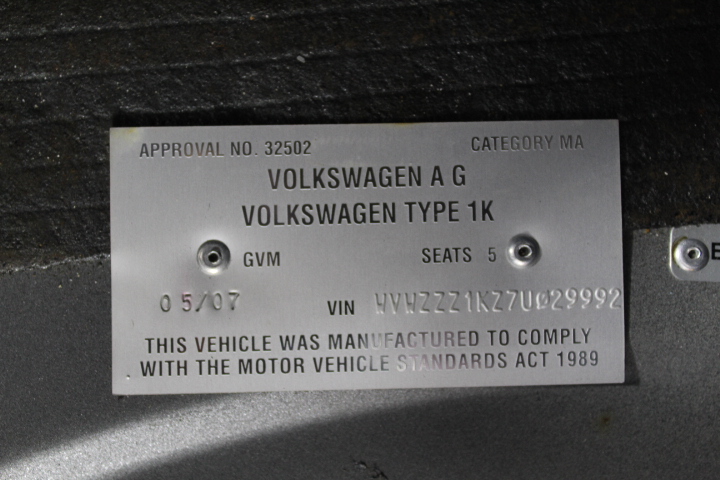 APPROVAL NO. 32502 CATEGORY MA
VOLKSWAGEN A G
VOLKSWAGEN TYPE 1K
GVM SEATS 5
05/07 VIN WVWZZZ1KZ7U029992
THIS VEHICLE WAS MANUFACTURED TO COMPLY
WITH THE MOTOR VEHICLE STANDARDS ACT 1989